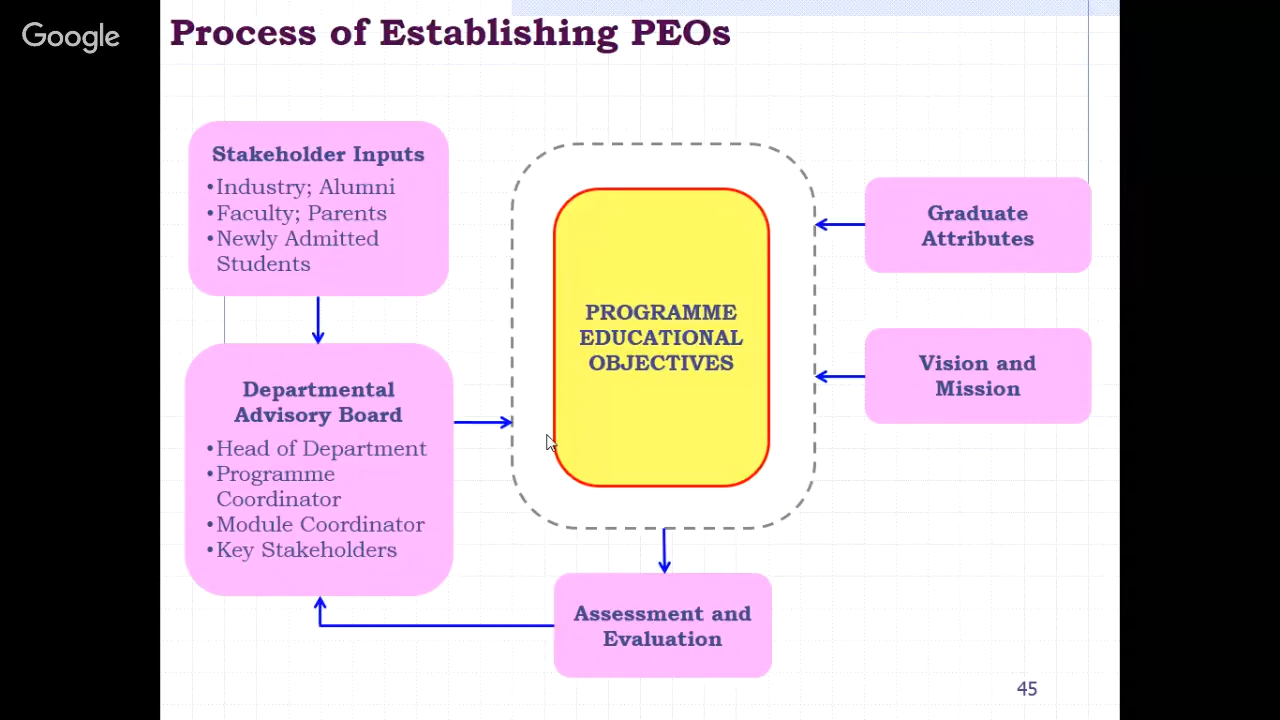 Google
Process of Establishing PEOs
Stakeholder Inputs
•Industry; Alumni
•Faculty; Parents
•Newly Admitted
Students
Departmental
Advisory Board
•Head of Department
•Programme
Coordinator
•Module Coordinator
•Key Stakeholders
PROGRAMME
EDUCATIONAL
OBJECTIVES
Graduate
Attributes
Vision and
Mission
Assessment and
Evaluation
45